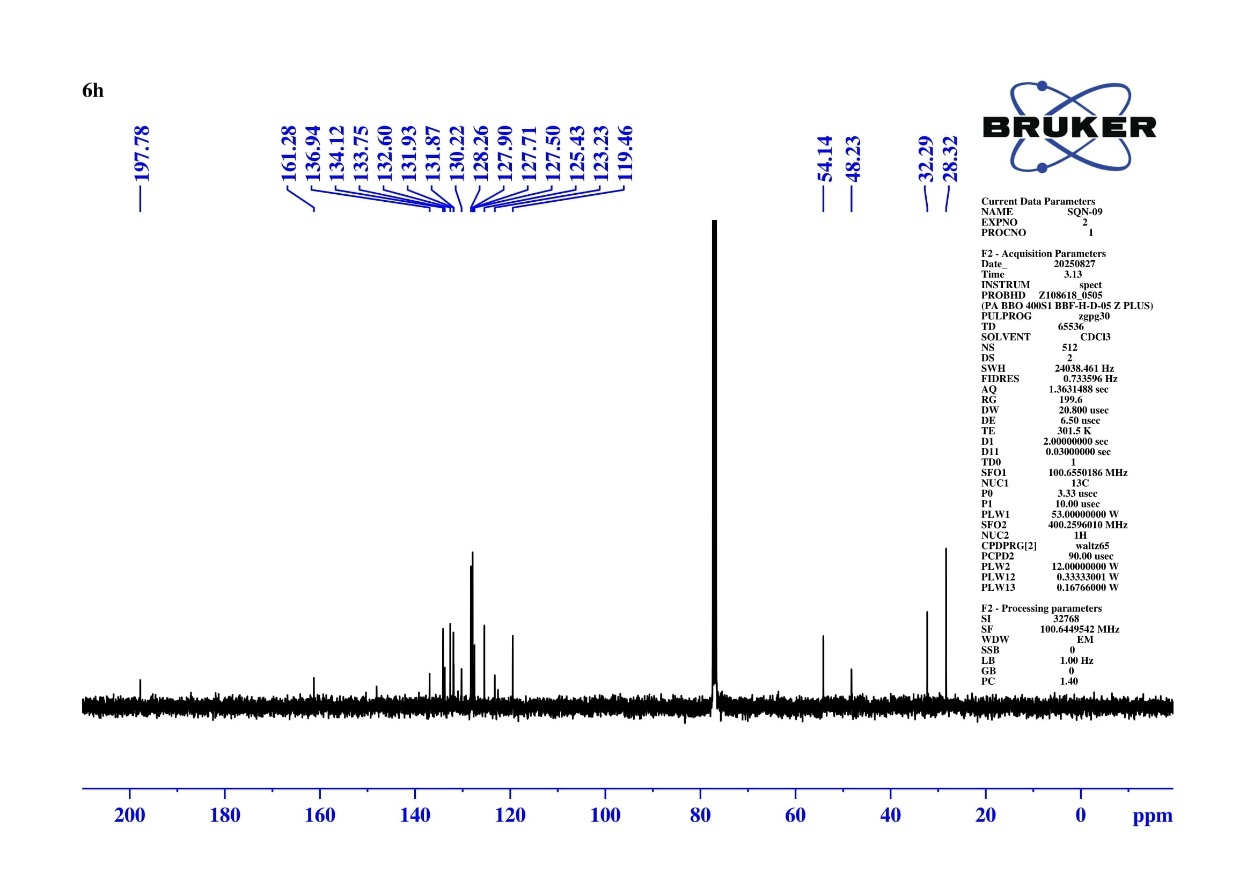 6h
197.78
161.28
136.94
134.12
133.75
132.60
131.93
131.87
130.22
128.26
127.90
127.71
127.50
125.43
123.23
119.46
54.14
48.23
32.29
28.32
BRUKER
Current Data Parameters
NAME SQN-09
EXPNO 2
PROCNO 1
F2 - Acquisition Parameters
Date_ 20250827
Time 3.13
INSTRUM spect
PROBHD Z108618_0505
(PA BBO 400S1 BBF-H-D-05 Z PLUS)
PULPROG zgpg30
TD 65536
SOLVENT CDCl3
NS 512
DS 2
SWH 24038.461 Hz
FIDRES 0.733596 Hz
AQ 1.3631488 sec
RG 199.6
DW 20.800 usec
DE 6.50 usec
TE 301.5 K
D1 2.00000000 sec
D11 0.03000000 sec
TD0 1
SFO1 100.6550186 MHz
NUC1 13C
P0 3.33 usec
P1 10.00 usec
PLW1 53.00000000 W
SFO2 400.2596010 MHz
NUC2 1H
CPDPRG[2] waltz65
PCPD2 90.00 usec
PLW2 12.00000000 W
PLW12 0.33333001 W
PLW13 0.16766000 W
F2 - Processing parameters
SI 32768
SF 100.6449542 MHz
WDW EM
SSB 0
LB 1.00 Hz
GB 0
PC 1.40
200 180 160 140 120 100 80 60 40 20 0 ppm